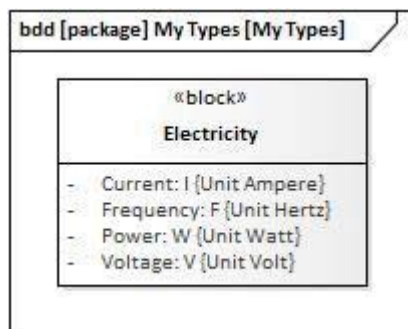 bdd [package] My Types [My Types]
«block»
Electricity
- Current: I {Unit Ampere}
- Frequency: F {Unit Hertz}
- Power: W {Unit Watt}
- Voltage: V {Unit Volt}